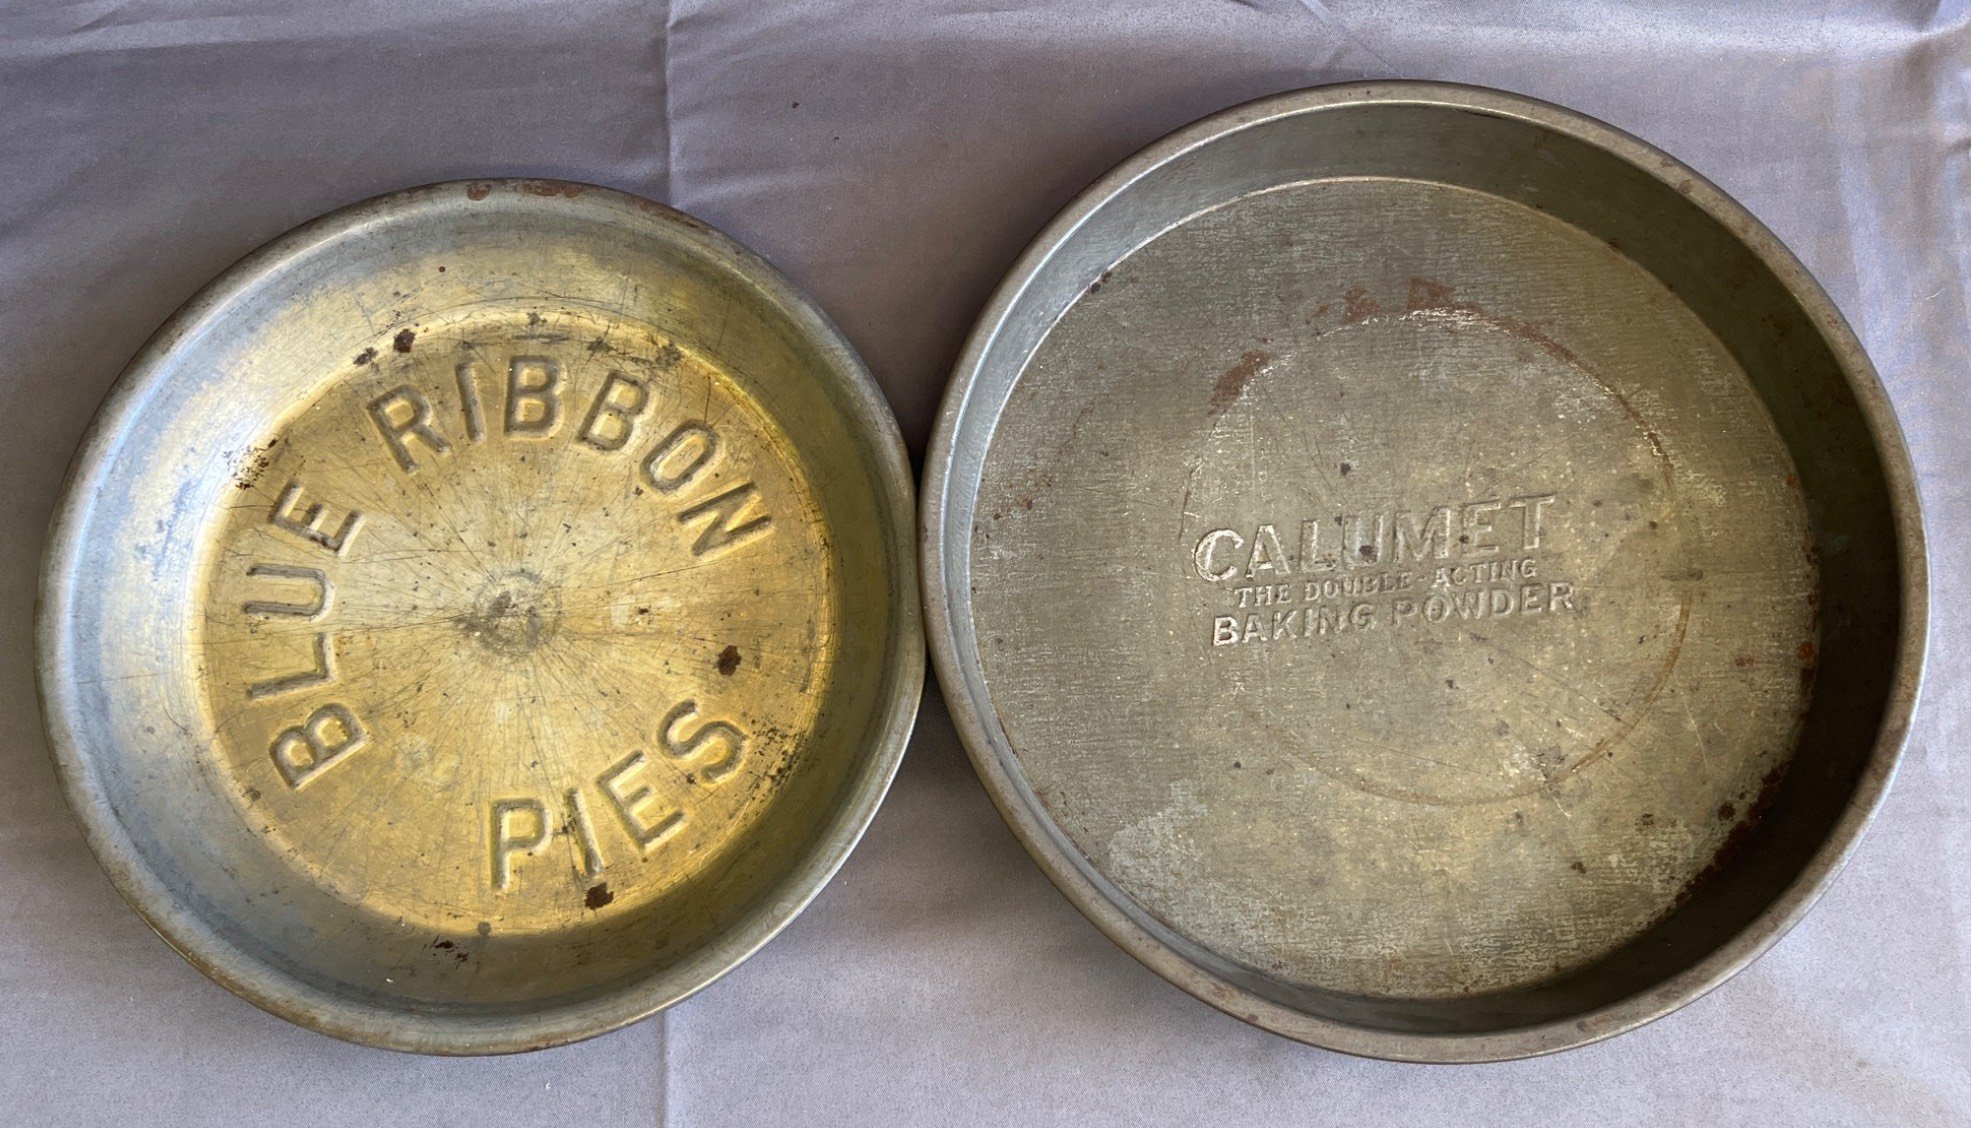 BLUE RIBBON
PIES
CALUMET
THE DOUBLE-ACTING
BAKING POWDER